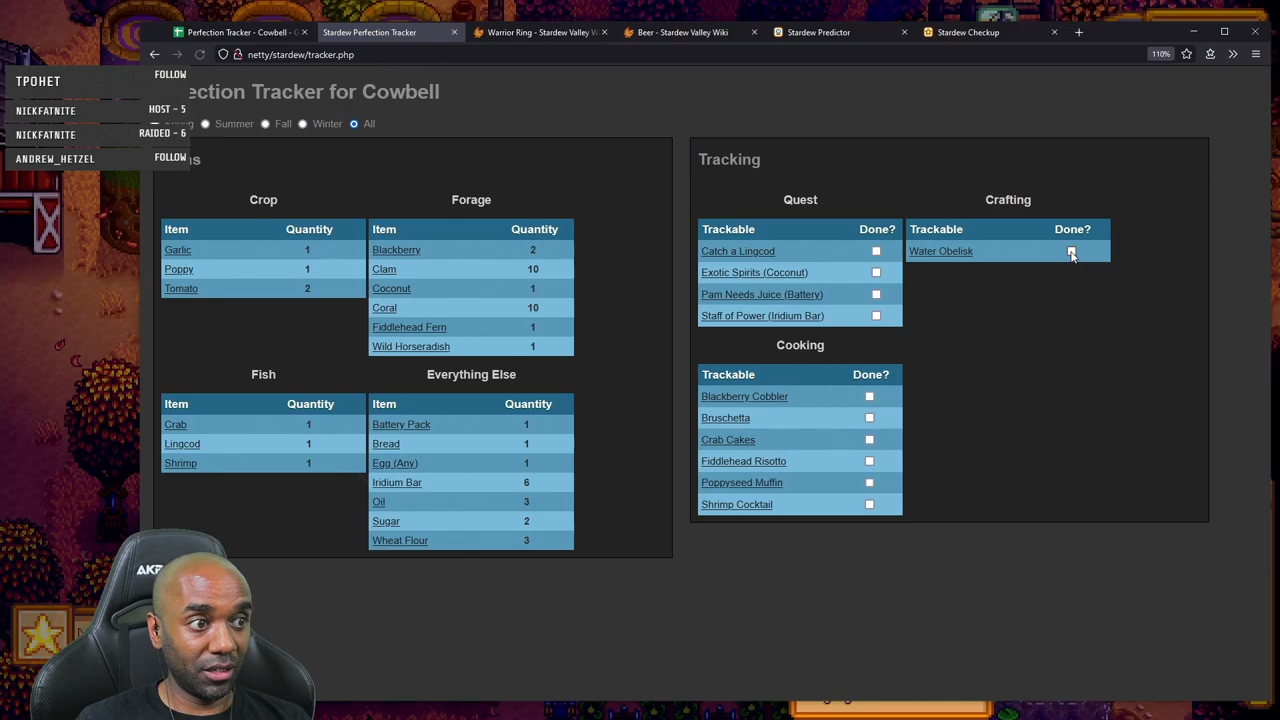 Perfection Tracker - Cowbell - G
Stardew Perfection Tracker
Warrior Ring - Stardew Valley W
Beer - Stardew Valley Wiki
Stardew Predictor
Stardew Checkup
netty/stardew/tracker.php
110%
TPOHET FOLLOW
NICKFATNITE HOST - 5
NICKFATNITE RAIDED - 6
ANDREW_HETZEL FOLLOW
ection Tracker for Cowbell
Summer Fall Winter All
Tracking
Crop
Item Quantity
Garlic 1
Poppy 1
Tomato 2
Forage
Item Quantity
Blackberry 2
Clam 10
Coconut 1
Coral 10
Fiddlehead Fern 1
Wild Horseradish 1
Fish
Item Quantity
Crab 1
Lingcod 1
Shrimp 1
Everything Else
Item Quantity
Battery Pack 1
Bread 1
Egg (Any) 1
Iridium Bar 6
Oil 3
Sugar 2
Wheat Flour 3
Quest
Trackable Done?
Catch a Lingcod
Exotic Spirits (Coconut)
Pam Needs Juice (Battery)
Staff of Power (Iridium Bar)
Crafting
Trackable Done?
Water Obelisk
Cooking
Trackable Done?
Blackberry Cobbler
Bruschetta
Crab Cakes
Fiddlehead Risotto
Poppyseed Muffin
Shrimp Cocktail